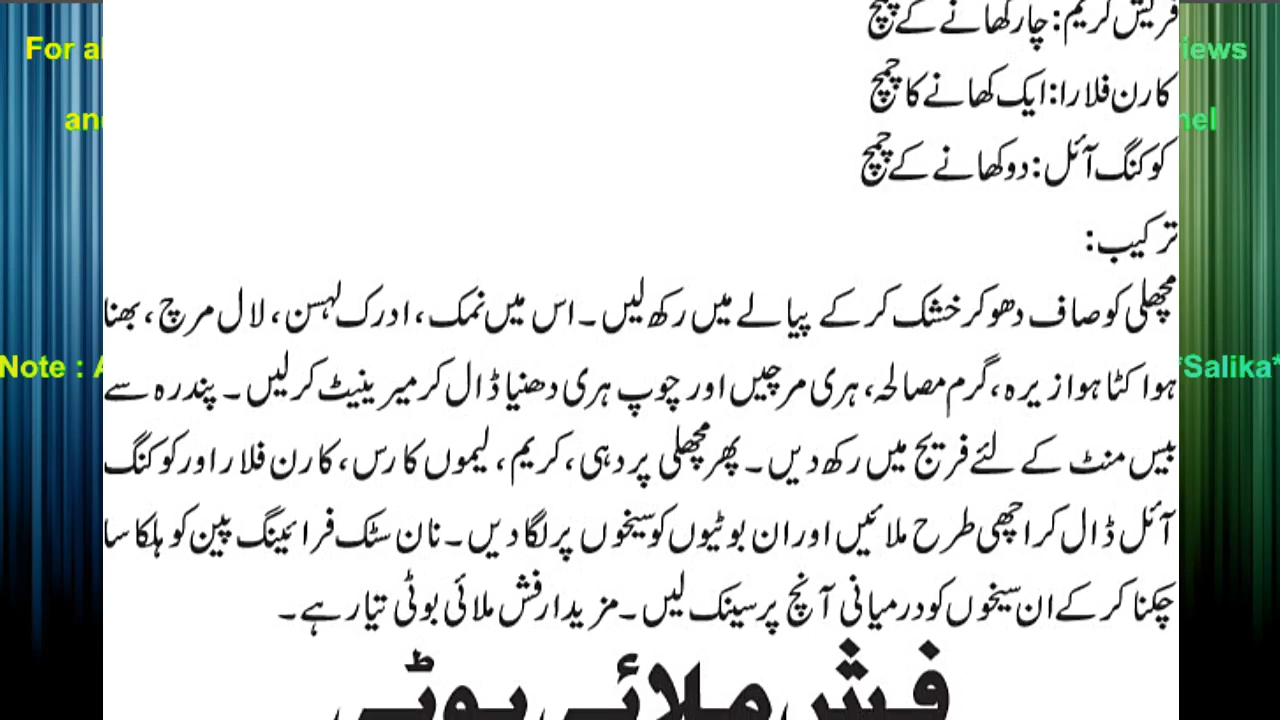 فریش کریم: چار کھانے کے چمچ
For al
iews
کارن فلارا: ایک کھانے کا چمچ
and
nel
کوکنگ آئل: دو کھانے کے چمچ
ترکیب:
مچھلی کو صاف دھو کر خشک کر کے پیالے میں رکھ لیں۔ اس میں نمک، ادرک لہسن، لال مرچ، بھنا
Note : A
*Salika*
ہوا کٹا ہوا زیرہ، گرم مصالحہ، ہری مرچیں اور چوپ ہری دھنیا ڈال کر میرینیٹ کر لیں۔ پندرہ سے
بیس منٹ کے لئے فریج میں رکھ دیں۔ پھر مچھلی پر دہی، کریم، لیموں کا رس، کارن فلار اور کوکنگ
آئل ڈال کر اچھی طرح ملائیں اور ان بوٹیوں کو سیخوں پر لگا دیں۔ نان سٹک فرائینگ پین کو ہلکا سا
چکنا کر کے ان سیخوں کو درمیانی آنچ پر سینک لیں۔ مزیدار فش ملائی بوٹی تیار ہے۔
فش ملائی بوٹی